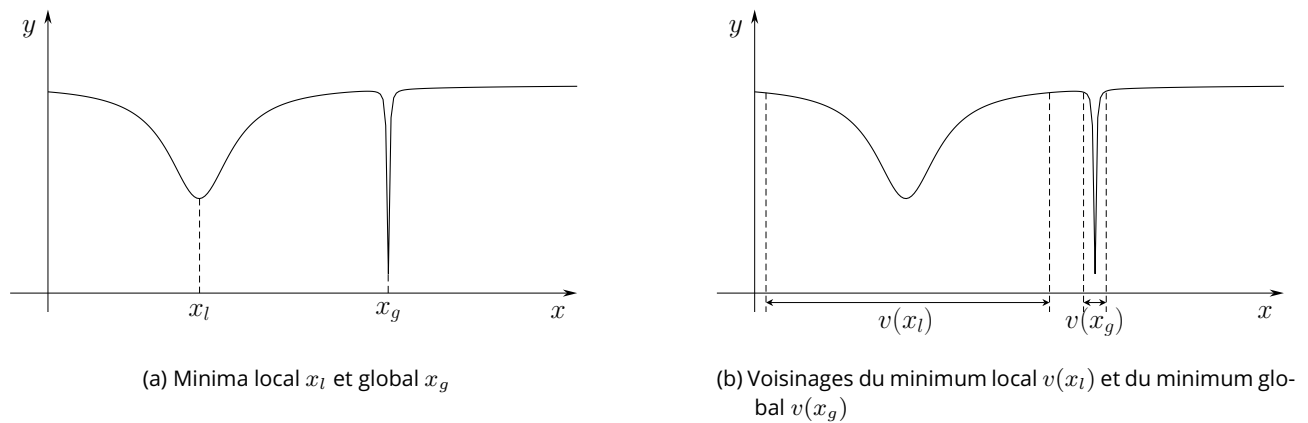 y
x_l
x_g
x
(a) Minima local x_l et global x_g
y
v(x_l)
v(x_g)
x
(b) Voisinages du minimum local v(x_l) et du minimum glo-
bal v(x_g)